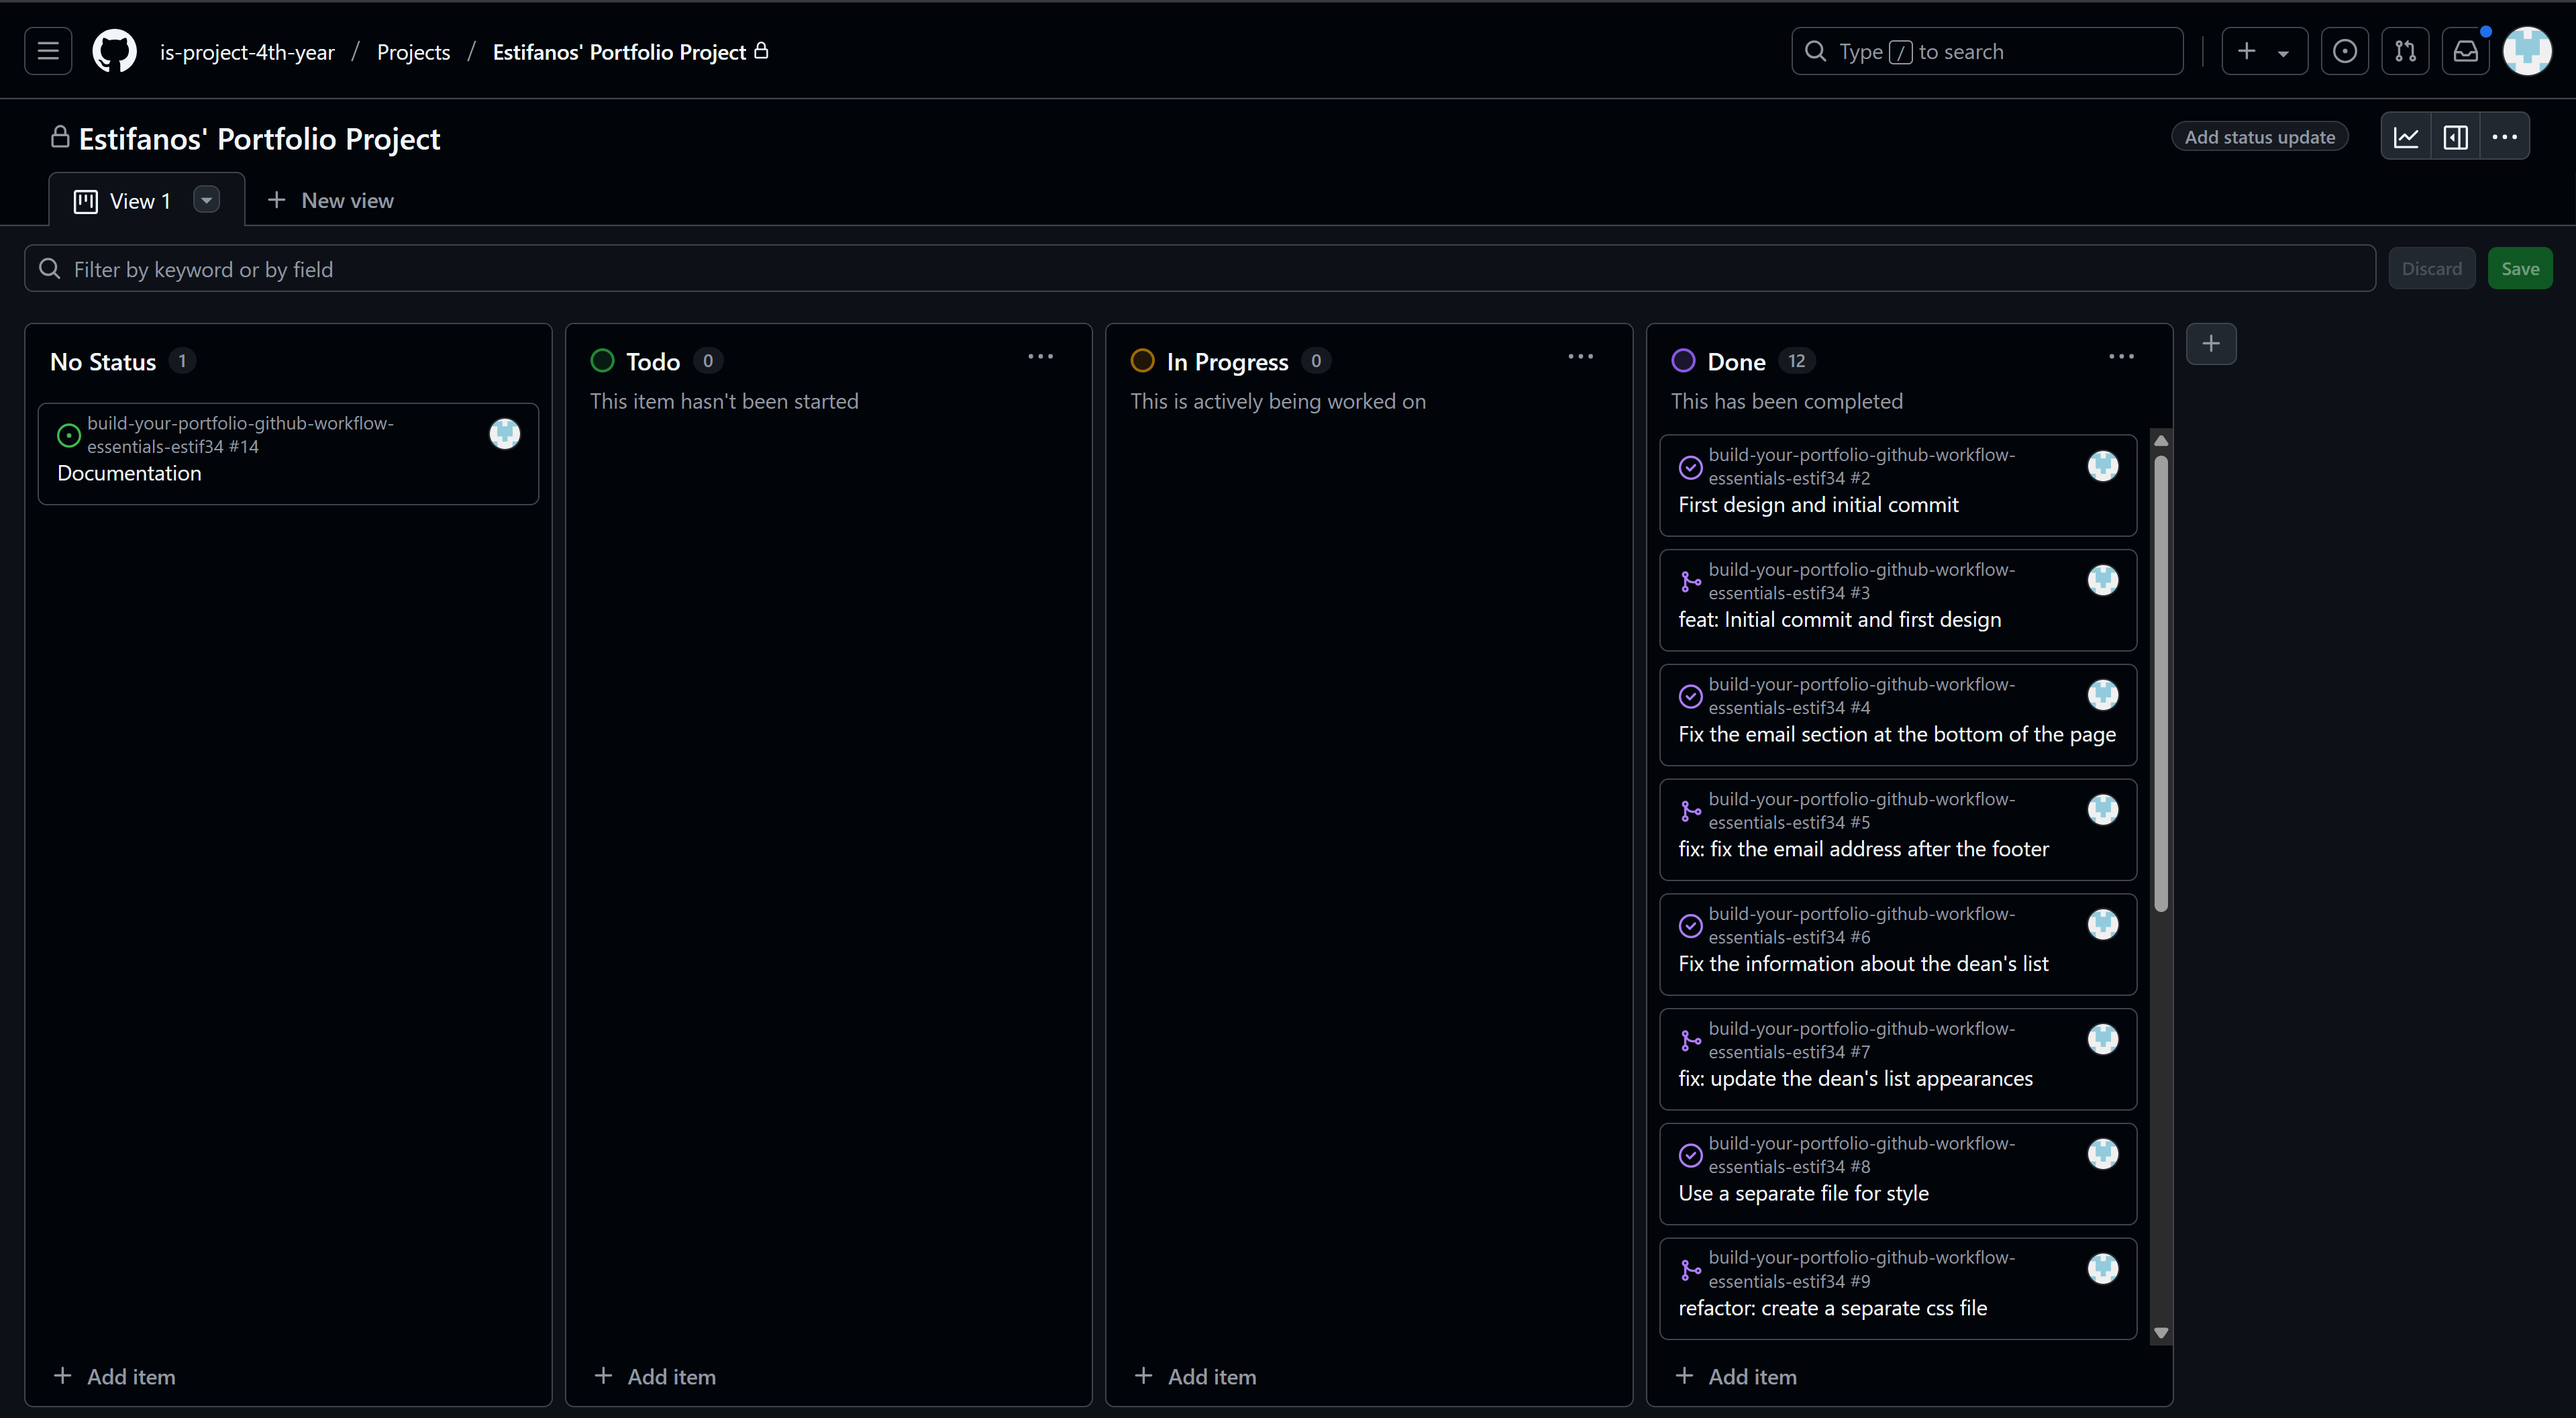 is-project-4th-year / Projects / Estifanos' Portfolio Project
Type / to search
Estifanos' Portfolio Project
Add status update
View 1
New view
Filter by keyword or by field
Discard
Save
No Status 1
build-your-portfolio-github-workflow-
essentials-estif34 #14
Documentation
Add item
Todo 0
This item hasn't been started
Add item
In Progress 0
This is actively being worked on
Add item
Done 12
This has been completed
build-your-portfolio-github-workflow-
essentials-estif34 #2
First design and initial commit
build-your-portfolio-github-workflow-
essentials-estif34 #3
feat: Initial commit and first design
build-your-portfolio-github-workflow-
essentials-estif34 #4
Fix the email section at the bottom of the page
build-your-portfolio-github-workflow-
essentials-estif34 #5
fix: fix the email address after the footer
build-your-portfolio-github-workflow-
essentials-estif34 #6
Fix the information about the dean's list
build-your-portfolio-github-workflow-
essentials-estif34 #7
fix: update the dean's list appearances
build-your-portfolio-github-workflow-
essentials-estif34 #8
Use a separate file for style
build-your-portfolio-github-workflow-
essentials-estif34 #9
refactor: create a separate css file
Add item